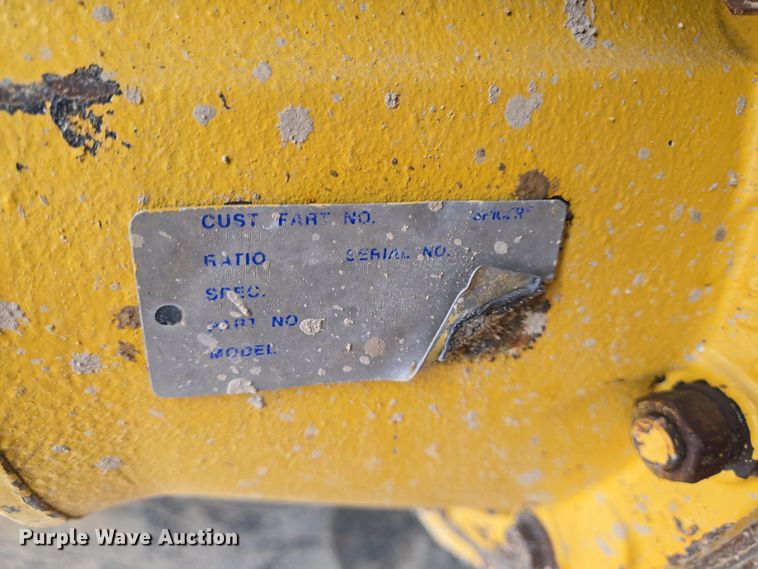 CUST. PART NO. SPICER®
RATIO SERIAL NO.
SPEC.
PART NO.
MODEL
Purple Wave Auction